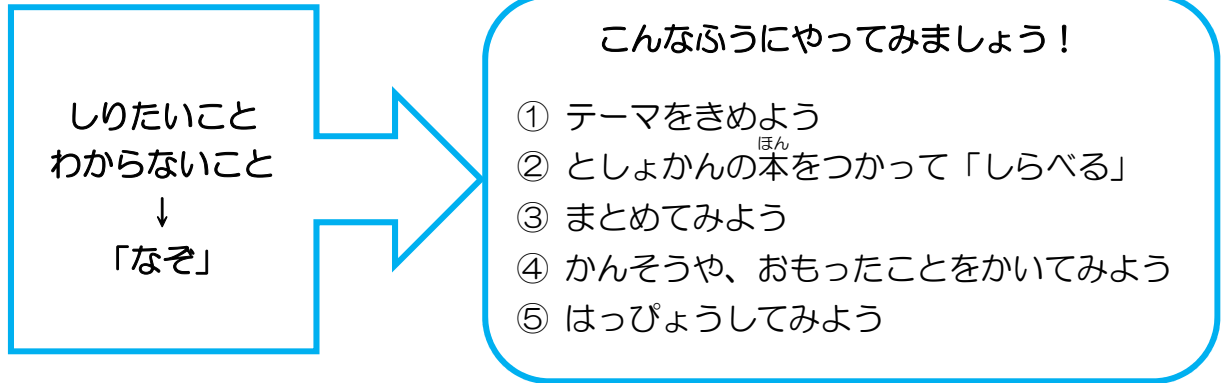 しりたいこと
わからないこと
↓
「なぞ」
こんなふうにやってみましょう！
① テーマをきめよう
ほん
② としょかんの本をつかって「しらべる」
③ まとめてみよう
④ かんそうや、おもったことをかいてみよう
⑤ はっぴょうしてみよう